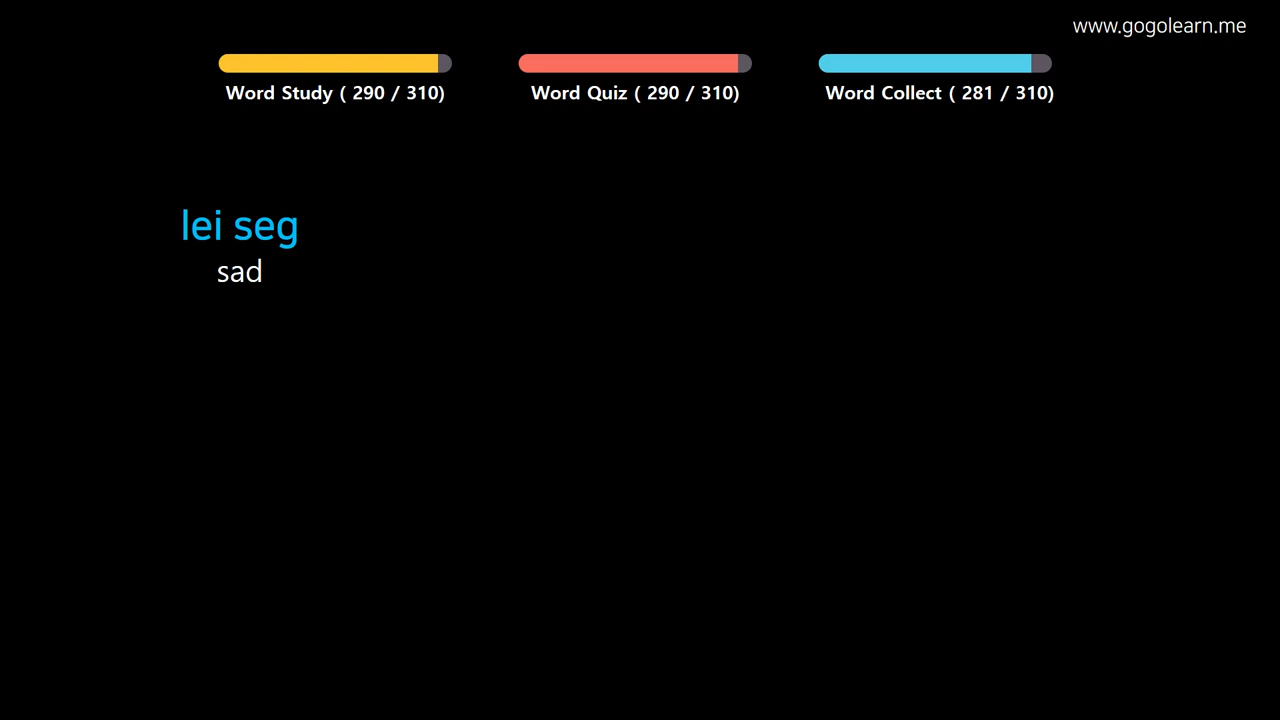 www.gogolearn.me
Word Study ( 290 / 310)
Word Quiz ( 290 / 310)
Word Collect ( 281 / 310)
lei seg
sad